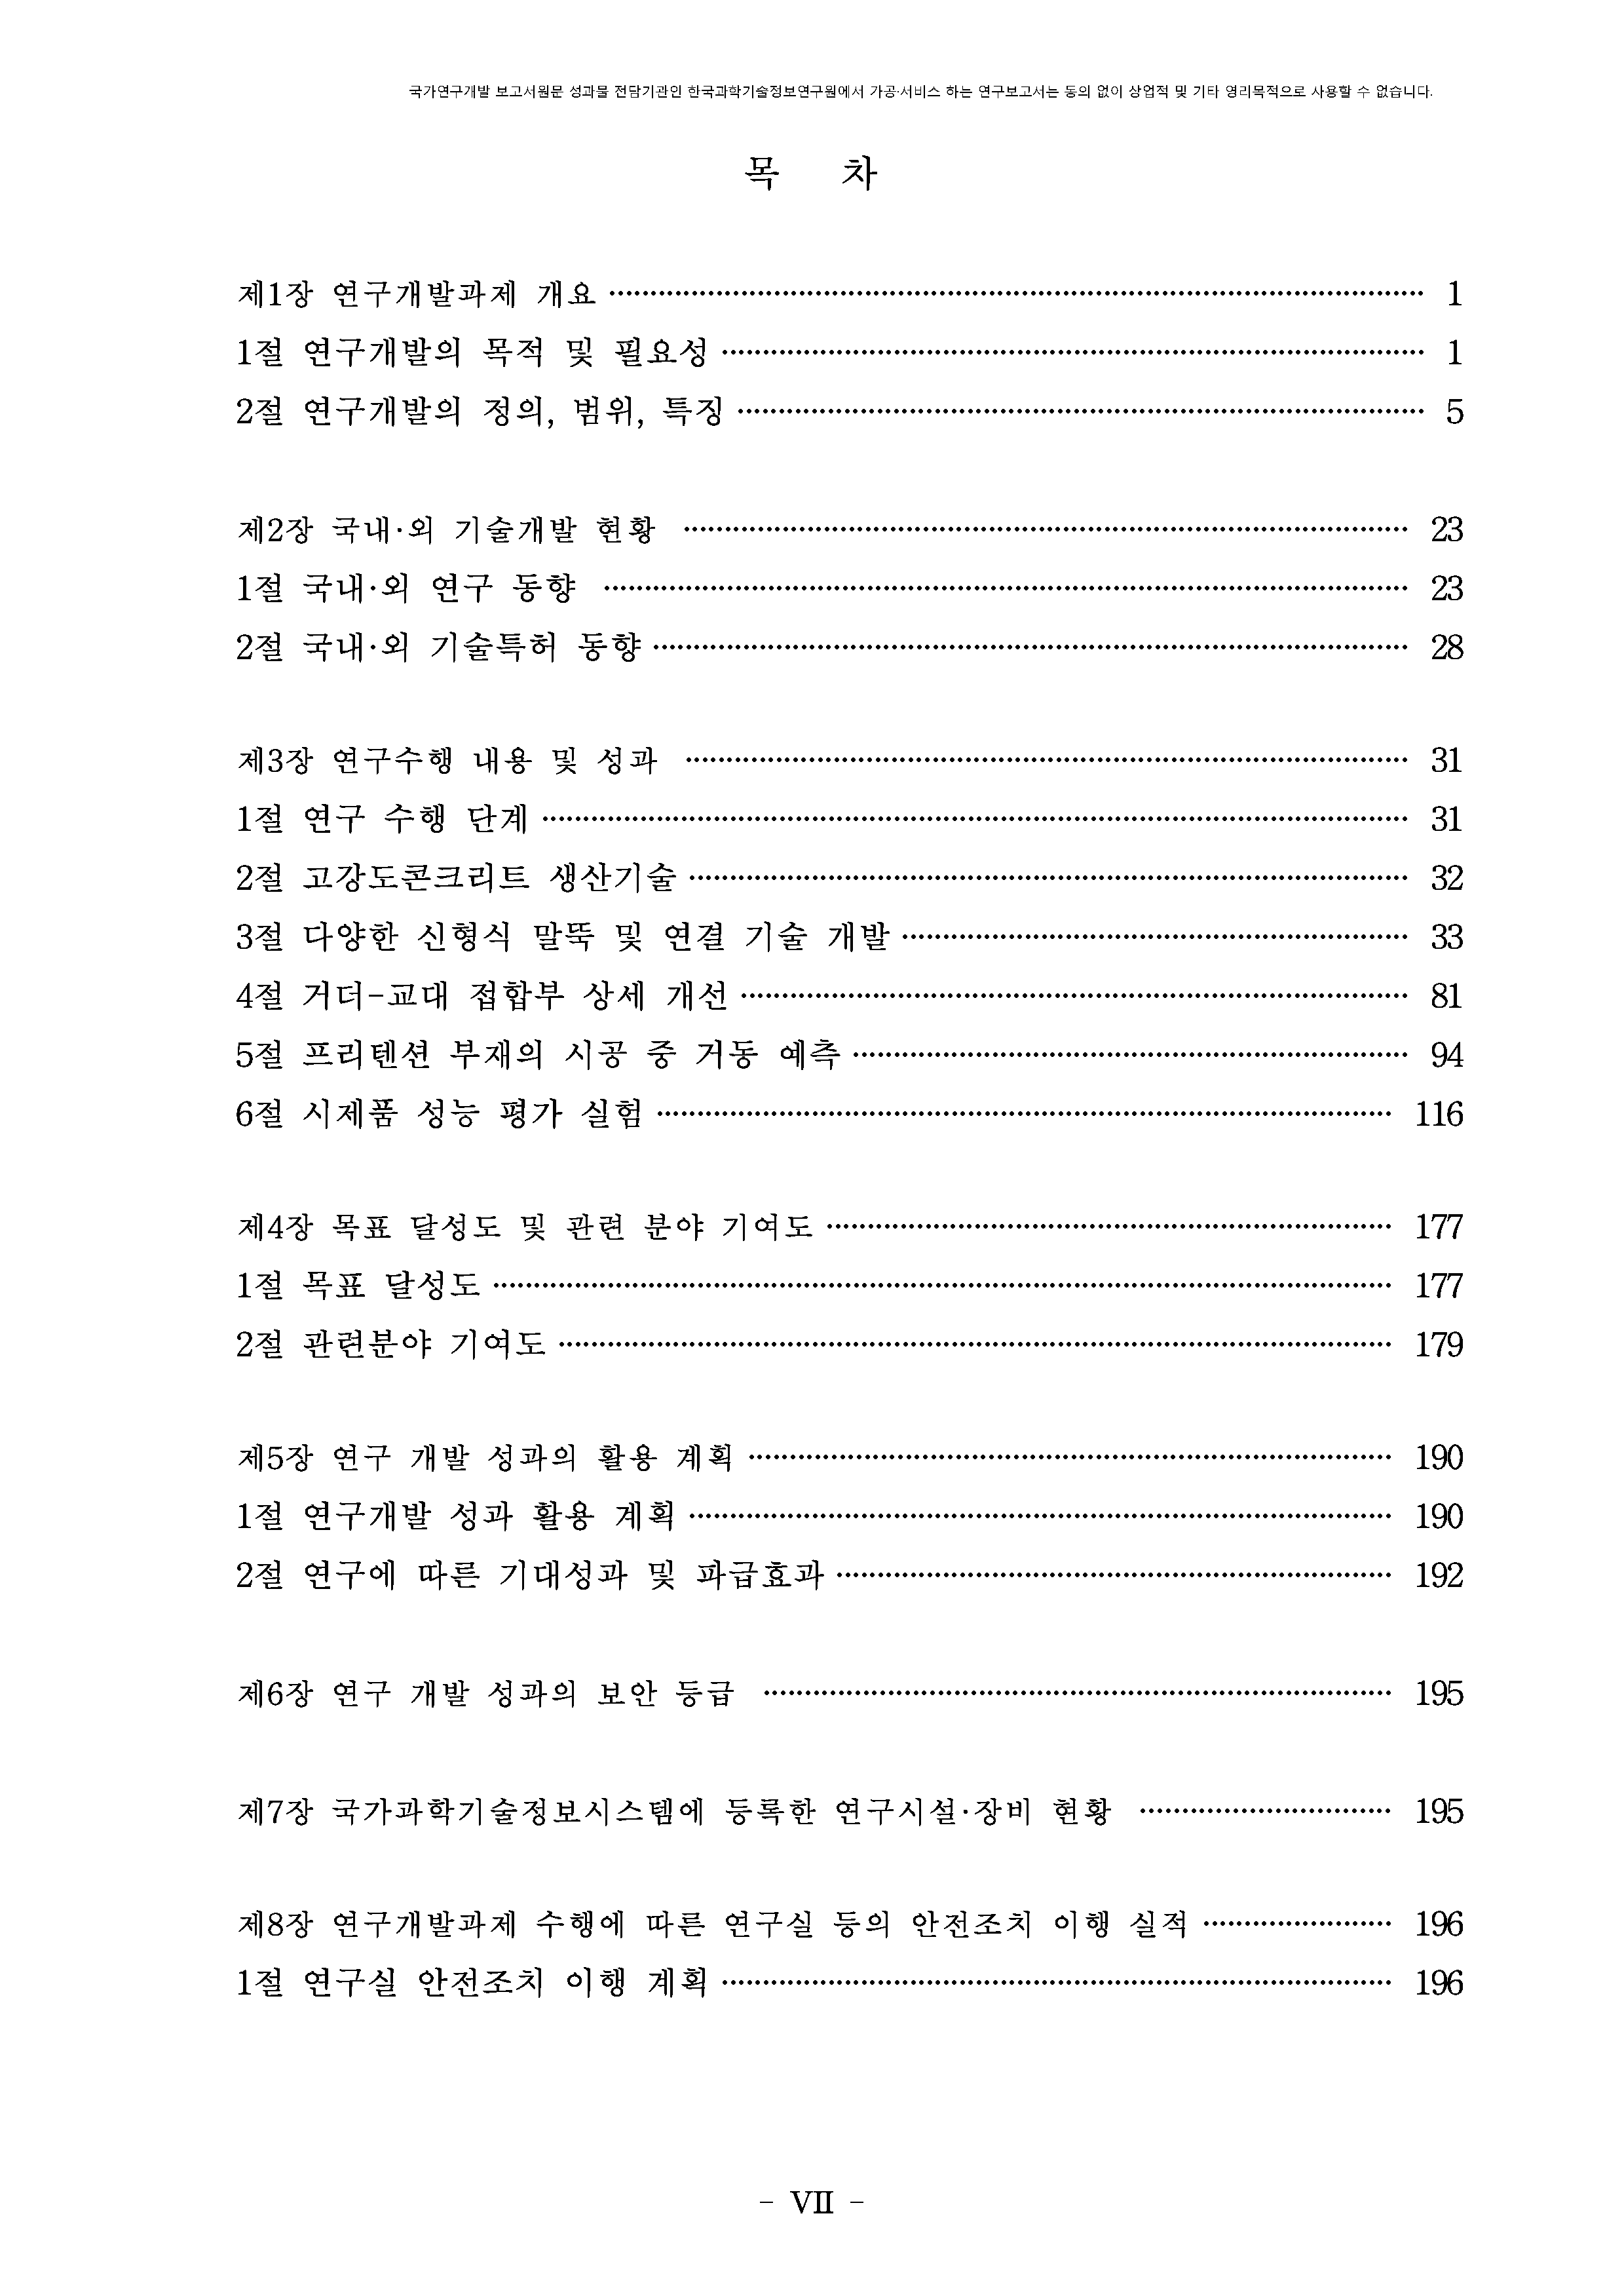 국가연구개발 보고서원문 성과물 전담기관인 한국과학기술정보연구원에서 가공·서비스 하는 연구보고서는 동의 없이 상업적 및 기타 영리목적으로 사용할 수 없습니다.
목 차
제1장 연구개발과제 개요 ······ 1
1절 연구개발의 목적 및 필요성 ······ 1
2절 연구개발의 정의, 범위, 특징 ······ 5
제2장 국내·외 기술개발 현황 ······ 23
1절 국내·외 연구 동향 ······ 23
2절 국내·외 기술특허 동향 ······ 28
제3장 연구수행 내용 및 성과 ······ 31
1절 연구 수행 단계 ······ 31
2절 고강도콘크리트 생산기술 ······ 32
3절 다양한 신형식 말뚝 및 연결 기술 개발 ······ 33
4절 거더-교대 접합부 상세 개선 ······ 81
5절 프리텐션 부재의 시공 중 거동 예측 ······ 94
6절 시제품 성능 평가 실험 ······ 116
제4장 목표 달성도 및 관련 분야 기여도 ······ 177
1절 목표 달성도 ······ 177
2절 관련분야 기여도 ······ 179
제5장 연구 개발 성과의 활용 계획 ······ 190
1절 연구개발 성과 활용 계획 ······ 190
2절 연구에 따른 기대성과 및 파급효과 ······ 192
제6장 연구 개발 성과의 보안 등급 ······ 195
제7장 국가과학기술정보시스템에 등록한 연구시설·장비 현황 ······ 195
제8장 연구개발과제 수행에 따른 연구실 등의 안전조치 이행 실적 ······ 196
1절 연구실 안전조치 이행 계획 ······ 196
- Ⅶ -